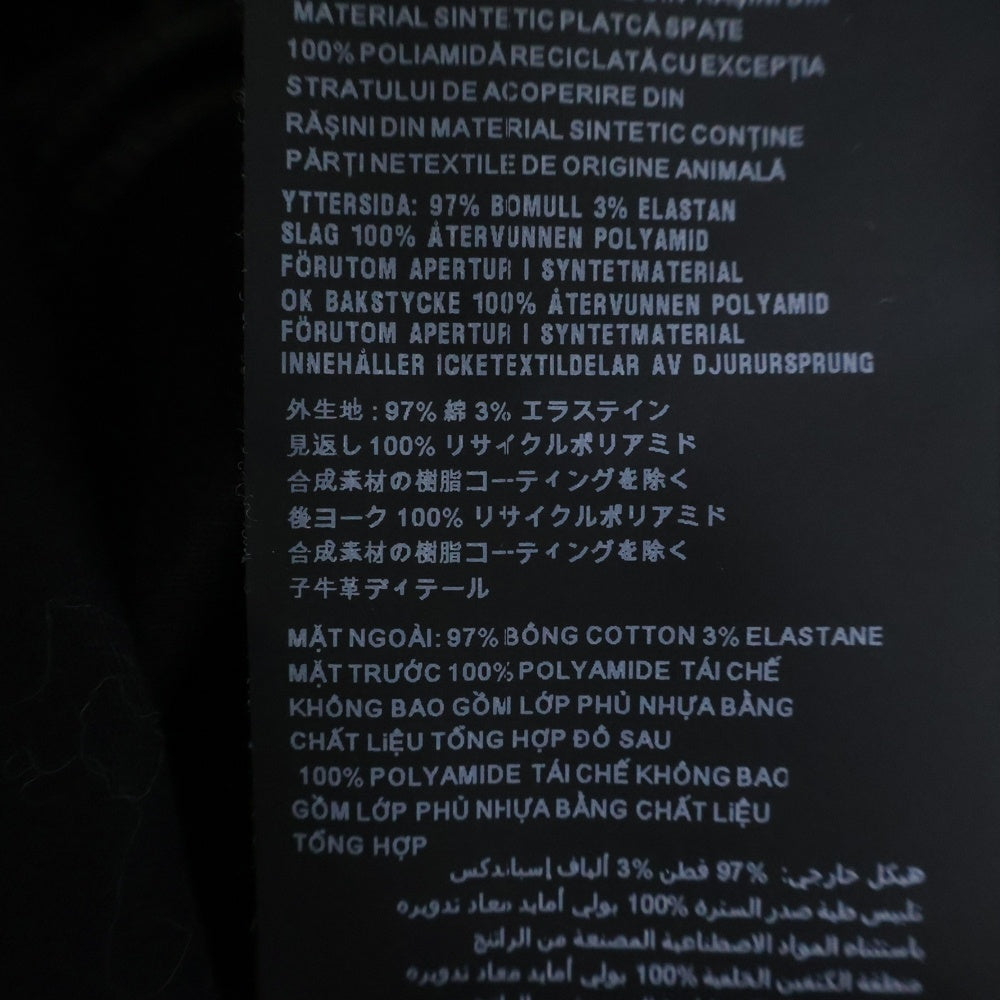 MATERIAL SINTETIC PLATCĂ SPATE
100% POLIAMIDĂ RECICLATĂ CU EXCEPŢIA
STRATULUI DE ACOPERIRE DIN
RĂŞINI DIN MATERIAL SINTETIC CONŢINE
PĂRŢI NETEXTILE DE ORIGINE ANIMALĂ
YTTERSIDA: 97% BOMULL 3% ELASTAN
SLAG 100% ÅTERVUNNEN POLYAMID
FÖRUTOM APERTUR I SYNTETMATERIAL
OK BAKSTYCKE 100% ÅTERVUNNEN POLYAMID
FÖRUTOM APERTUR I SYNTETMATERIAL
INNEHÅLLER ICKETEXTILDELAR AV DJURURSPRUNG
外生地 : 97% 綿 3% エラステイン
見返し 100% リサイクルポリアミド
合成素材の樹脂コーティングを除く
後ヨーク 100% リサイクルポリアミド
合成素材の樹脂コーティングを除く
子牛革ディテール
MẶT NGOÀI: 97% BÔNG COTTON 3% ELASTANE
MẶT TRƯỚC 100% POLYAMIDE TÁI CHẾ
KHÔNG BAO GỒM LỚP PHỦ NHỰA BẰNG
CHẤT LIỆU TỔNG HỢP ĐÔ SAU
100% POLYAMIDE TÁI CHẾ KHÔNG BAO
GỒM LỚP PHỦ NHỰA BẰNG CHẤT LIỆU
TỔNG HỢP
هيكل خارجي: 97% قطن 3% ألياف إسباندكس
تلبيس طية صدر السترة 100% بولي أمايد معاد تدويره
باستثناء المواد الاصطناعية المصنعة من الراتنج
منطقة الكتفين الخلفية 100% بولي أمايد معاد تدويره